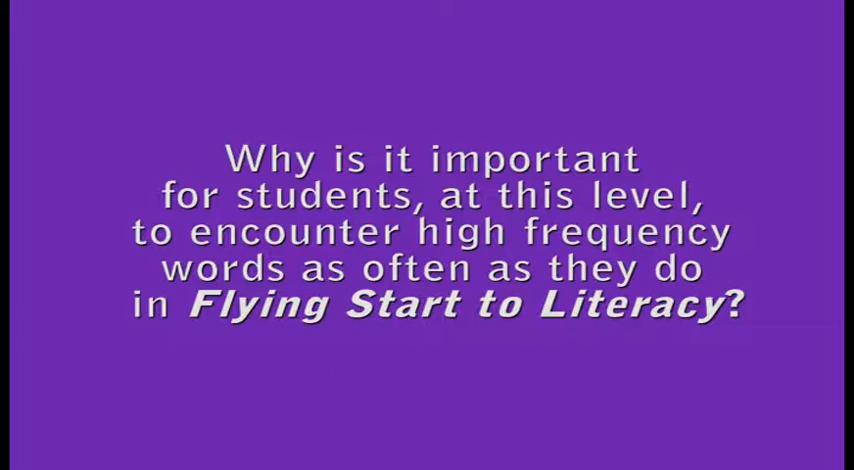 Why is it important
for students, at this level,
to encounter high frequency
words as often as they do
in Flying Start to Literacy?